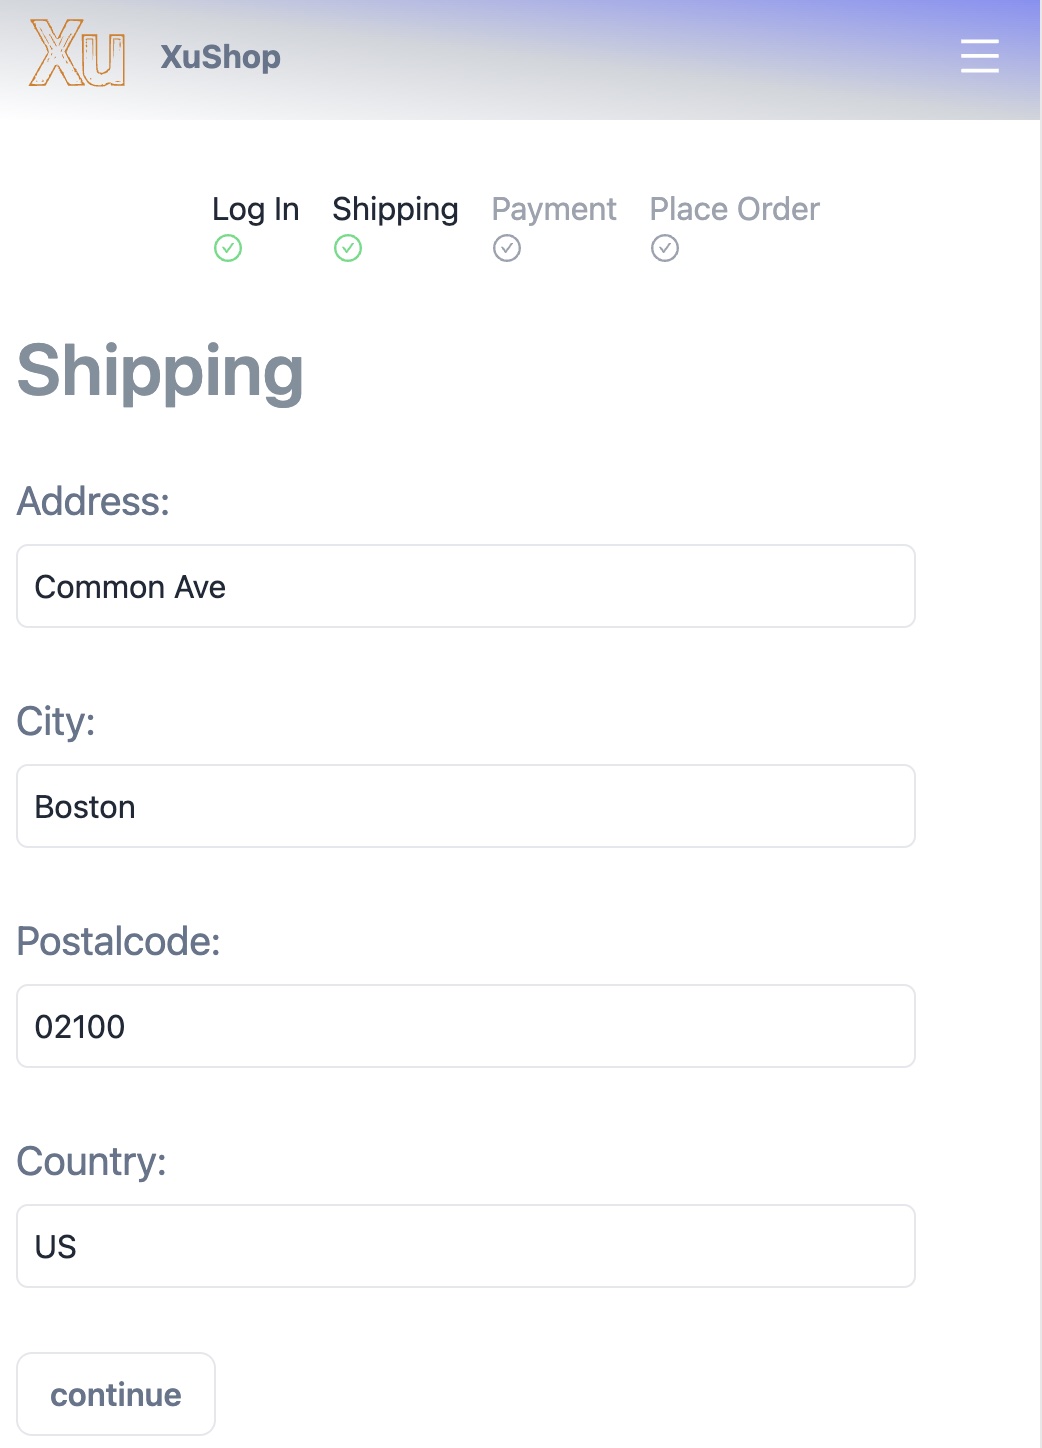 Xu XuShop
Log In Shipping Payment Place Order
Shipping
Address:
Common Ave
City:
Boston
Postalcode:
02100
Country:
US
continue